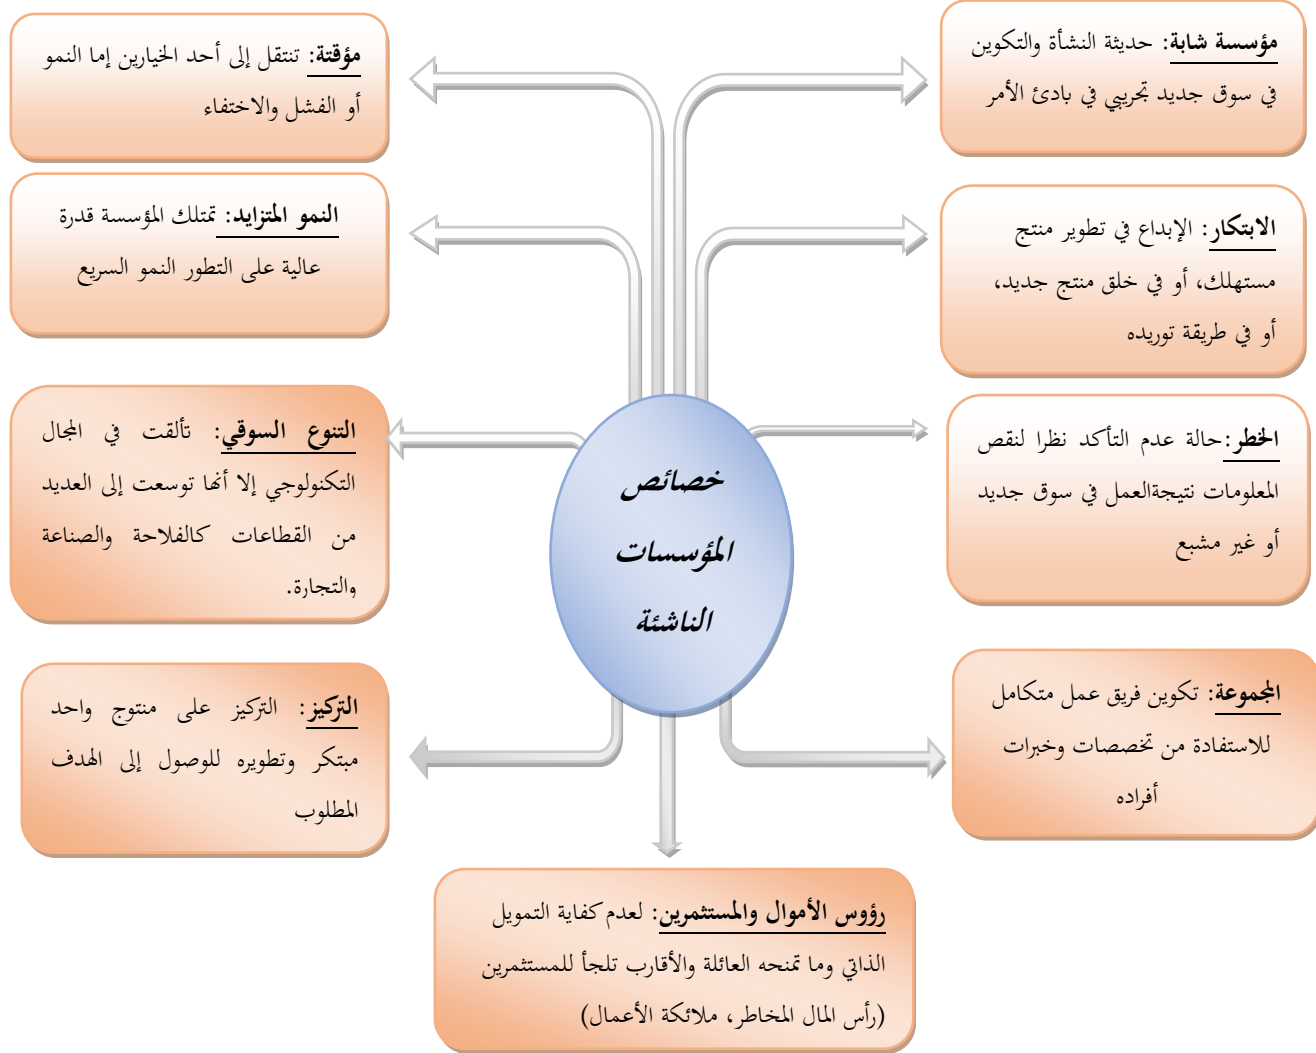 مؤسسة شابة: حديثة النشأة والتكوين
في سوق جديد تجريبي في بادئ الأمر
مؤقتة: تنتقل إلى أحد الخيارين إما النمو
أو الفشل والاختفاء
الابتكار: الإبداع في تطوير منتج
مستهلك، أو في خلق منتج جديد،
أو في طريقة توريده
النمو المتزايد: تمتلك المؤسسة قدرة
عالية على التطور النمو السريع
الخطر:حالة عدم التأكد نظرا لنقص
المعلومات نتيجةالعمل في سوق جديد
أو غير مشبع
التنوع السوقي: تألقت في المجال
التكنولوجي إلا أنها توسعت إلى العديد
من القطاعات كالفلاحة والصناعة
والتجارة.
خصائص
المؤسسات
الناشئة
المجموعة: تكوين فريق عمل متكامل
للاستفادة من تخصصات وخبرات
أفراده
التركيز: التركيز على منتوج واحد
مبتكر وتطويره للوصول إلى الهدف
المطلوب
رؤوس الأموال والمستثمرين: لعدم كفاية التمويل
الذاتي وما تمنحه العائلة والأقارب تلجأ للمستثمرين
(رأس المال المخاطر، ملائكة الأعمال)